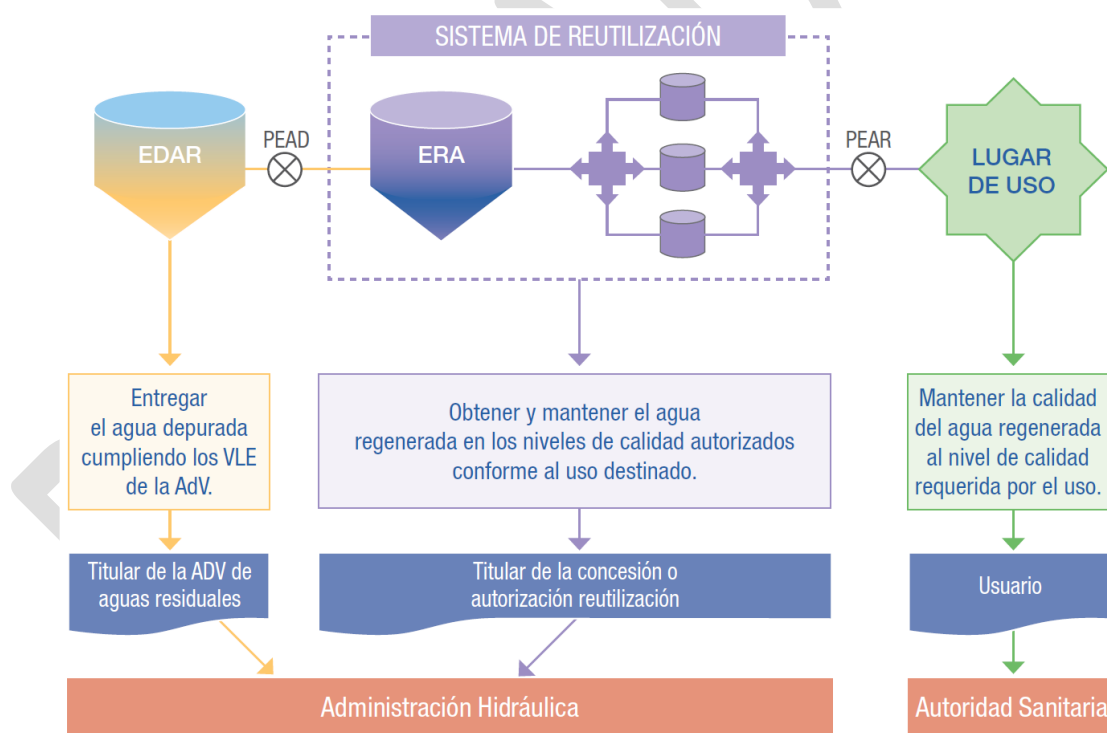 SISTEMA DE REUTILIZACIÓN
EDAR
PEAD
ERA
PEAR
LUGAR
DE USO
Entregar
el agua depurada
cumpliendo los VLE
de la AdV.
Obtener y mantener el agua
regenerada en los niveles de calidad autorizados
conforme al uso destinado.
Mantener la calidad
del agua regenerada
al nivel de calidad
requerida por el uso.
Titular de la ADV de
aguas residuales
Titular de la concesión o
autorización reutilización
Usuario
Administración Hidráulica
Autoridad Sanitaria